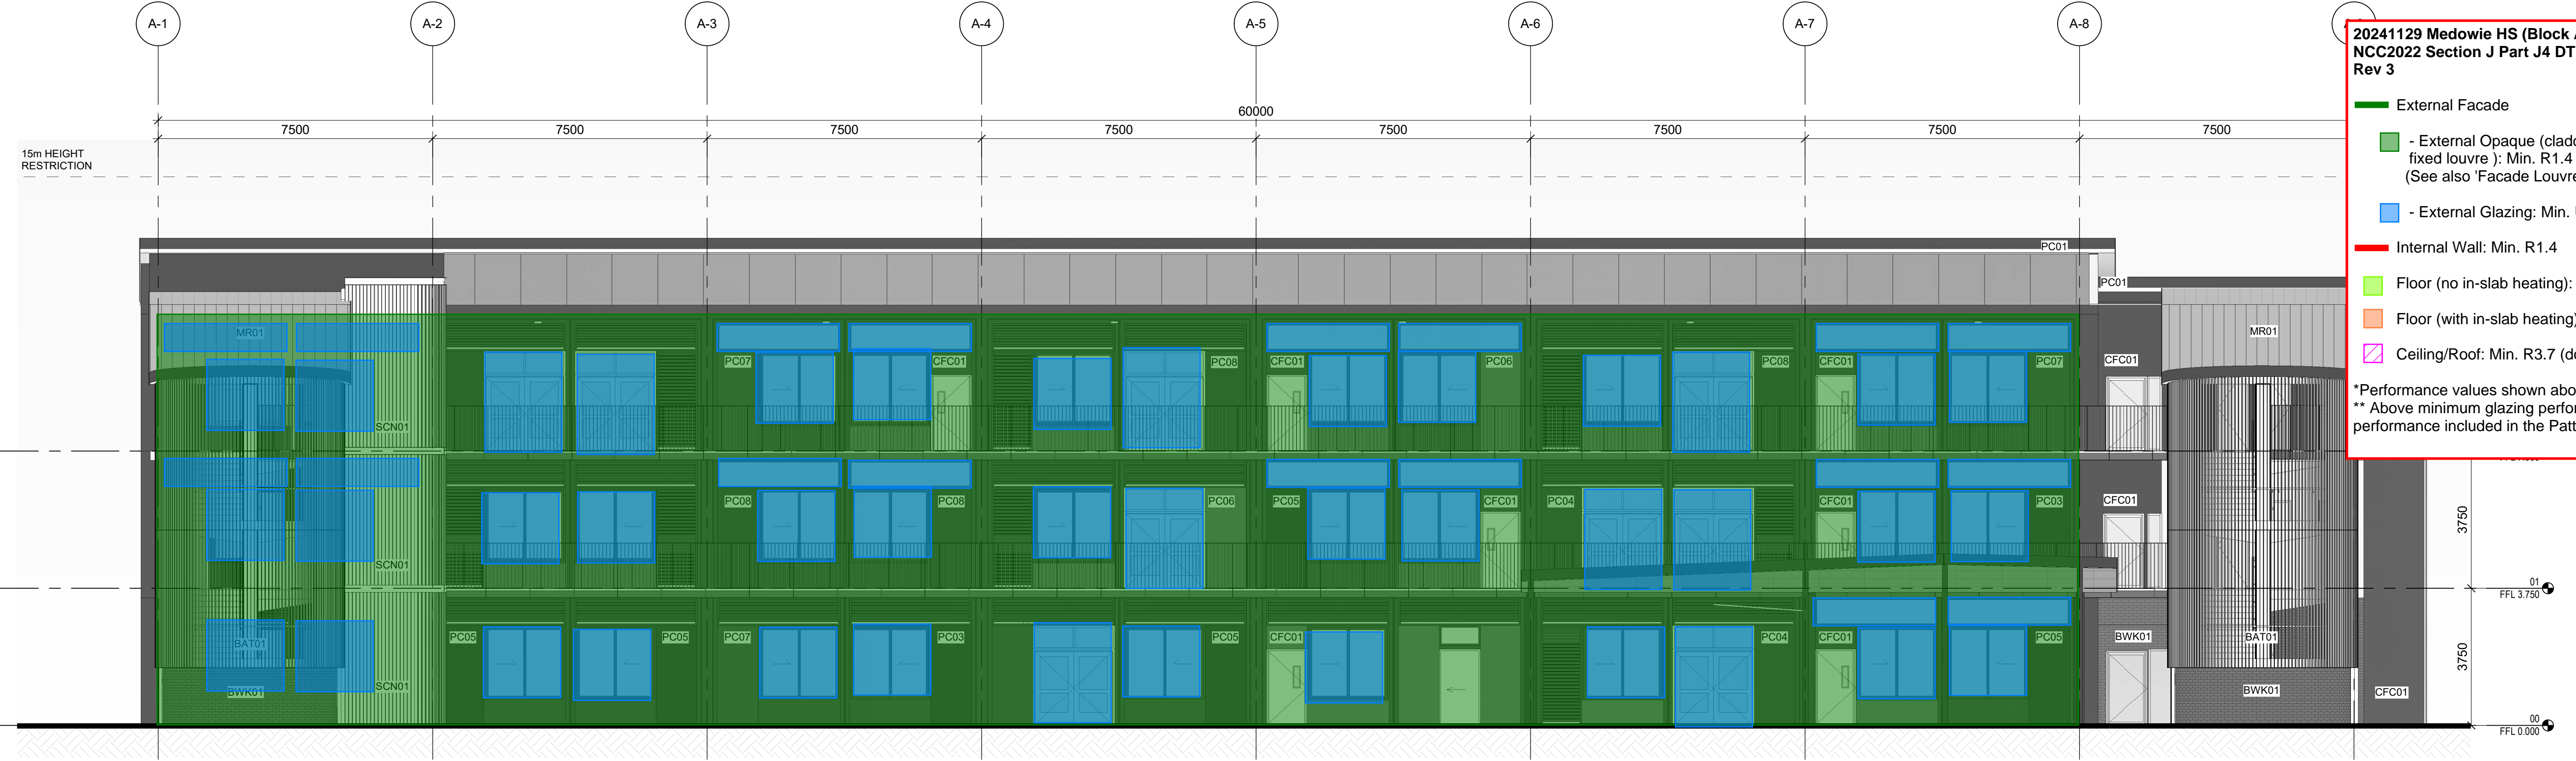 A-1
A-2
A-3
A-4
A-5
A-6
A-7
A-8
60000
7500
7500
7500
7500
7500
7500
7500
7500
15m HEIGHT
RESTRICTION
20241129 Medowie HS (Block
NCC2022 Section J Part J4 DT
Rev 3
External Facade
- External Opaque (cladd
fixed louvre ): Min. R1.4
(See also 'Facade Louvre
- External Glazing: Min.
Internal Wall: Min. R1.4
Floor (no in-slab heating):
Floor (with in-slab heating)
Ceiling/Roof: Min. R3.7 (de
*Performance values shown abo
** Above minimum glazing perfor
performance included in the Patt
PC01
PC01
MR01
MR01
PC07
CFC01
PC08
CFC01
PC06
PC08
CFC01
PC07
CFC01
SCN01
PC08
PC08
PC06
PC05
CFC01
PC04
CFC01
PC03
CFC01
SCN01
3750
01
FFL 3.750
BAT01
PC05
PC05
PC07
PC03
PC05
CFC01
PC04
CFC01
PC05
BWK01
BAT01
3750
SCN01
BWK01
BWK01
CFC01
00
FFL 0.000